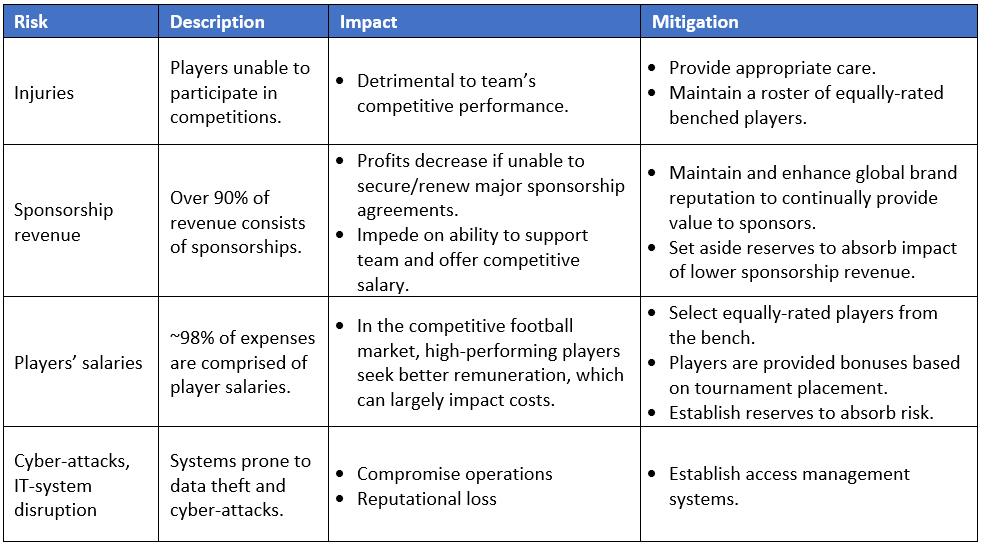 Risk
Description
Impact
Mitigation
Injuries
Players unable to
participate in
competitions.
• Detrimental to team’s
competitive performance.
• Provide appropriate care.
• Maintain a roster of equally-rated
benched players.
Sponsorship
revenue
Over 90% of
revenue consists
of sponsorships.
• Profits decrease if unable to
secure/renew major sponsorship
agreements.
• Impede on ability to support
team and offer competitive
salary.
• Maintain and enhance global brand
reputation to continually provide
value to sponsors.
• Set aside reserves to absorb impact
of lower sponsorship revenue.
Players’ salaries
~98% of expenses
are comprised of
player salaries.
• In the competitive football
market, high-performing players
seek better remuneration, which
can largely impact costs.
• Select equally-rated players from
the bench.
• Players are provided bonuses based
on tournament placement.
• Establish reserves to absorb risk.
Cyber-attacks,
IT-system
disruption
Systems prone to
data theft and
cyber-attacks.
• Compromise operations
• Reputational loss
• Establish access management
systems.